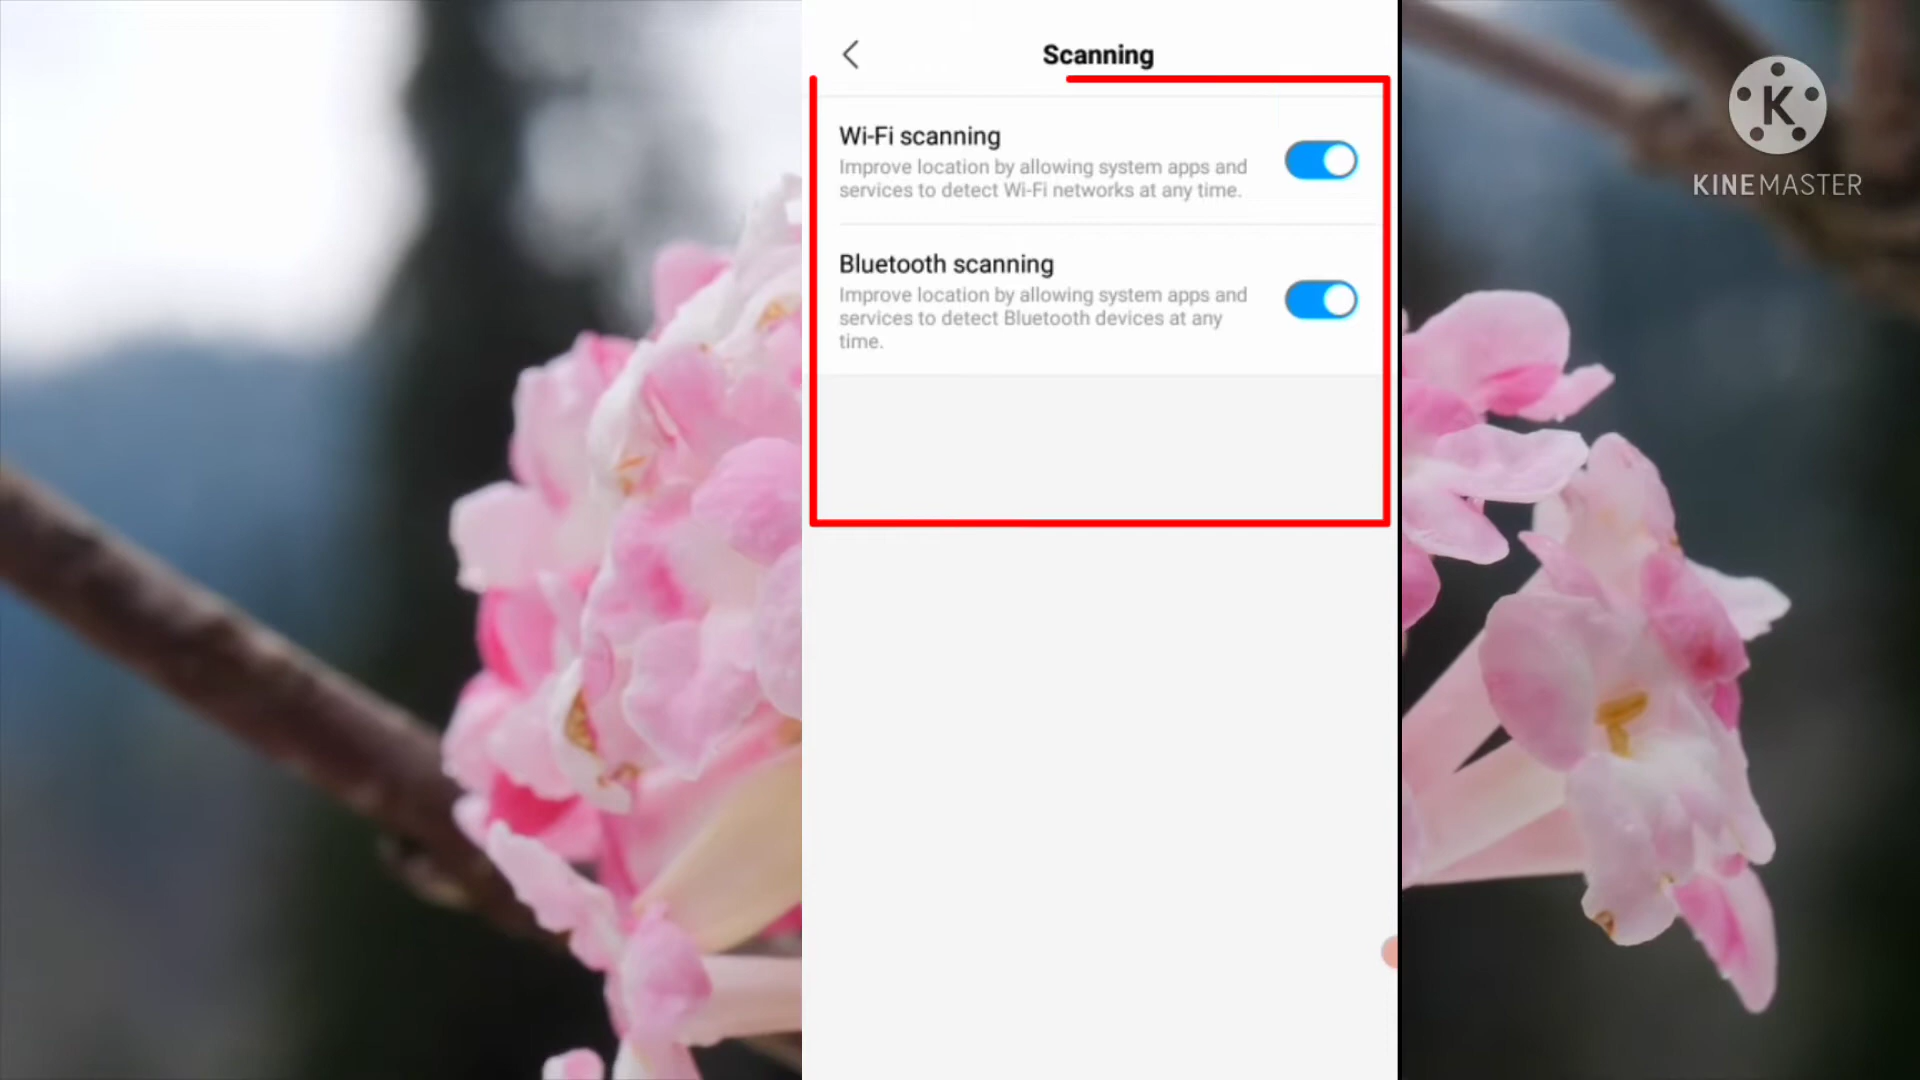 Scanning
Wi-Fi scanning
Improve location by allowing system apps and
services to detect Wi-Fi networks at any time.
Bluetooth scanning
Improve location by allowing system apps and
services to detect Bluetooth devices at any
time.
K
KINEMASTER